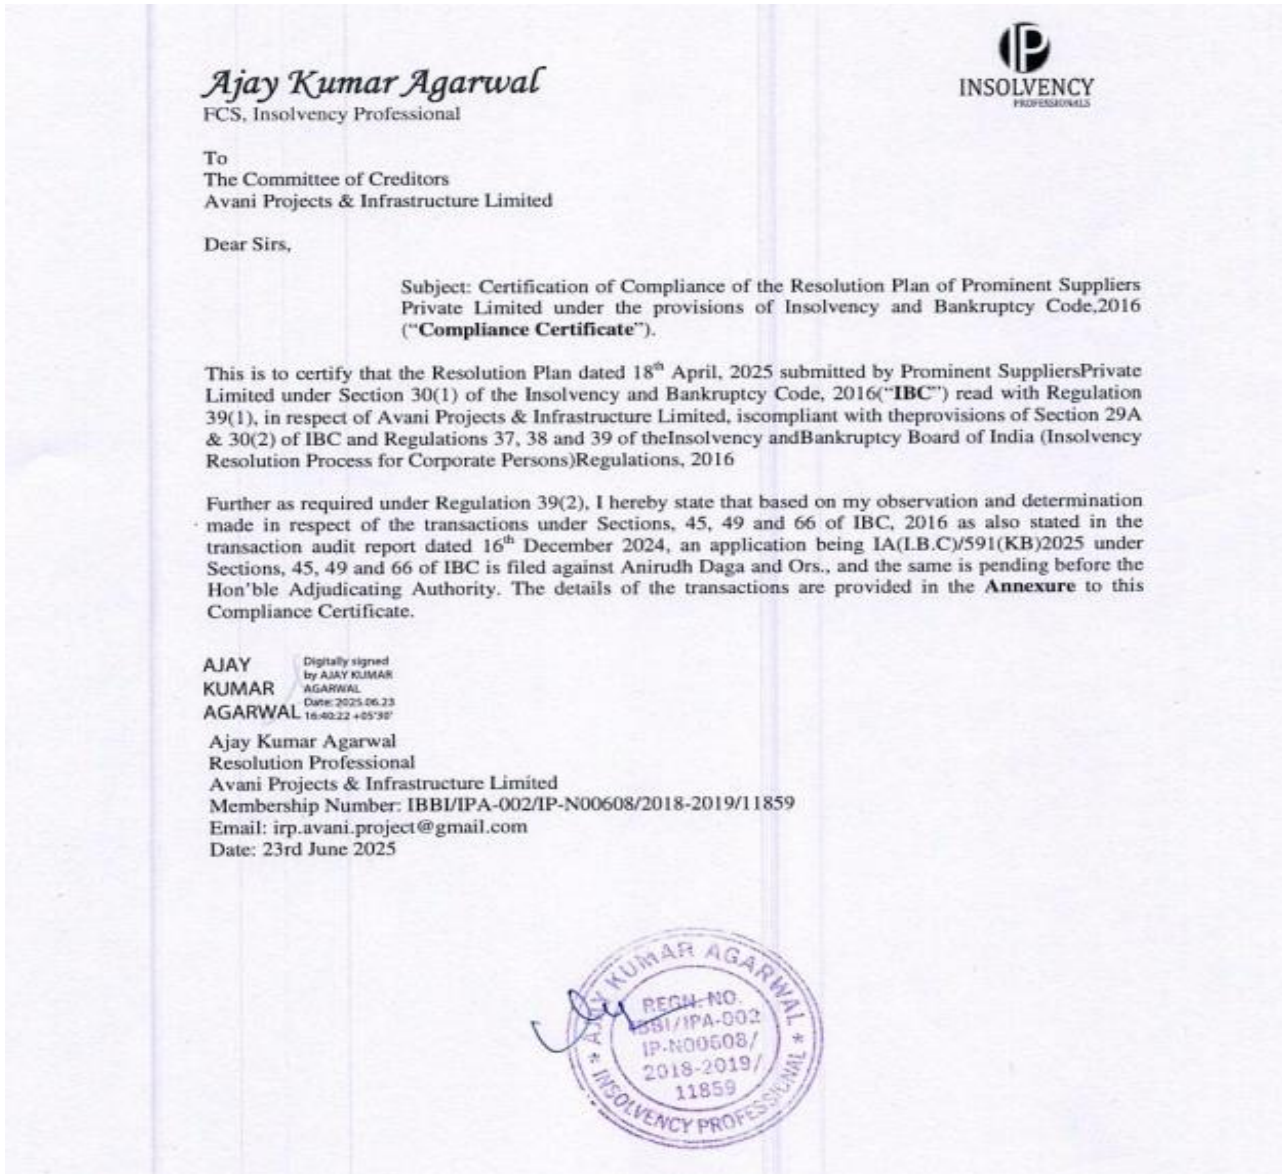 IP
INSOLVENCY
PROFESSIONALS
Ajay Kumar Agarwal
FCS, Insolvency Professional
To
The Committee of Creditors
Avani Projects & Infrastructure Limited
Dear Sirs,
Subject: Certification of Compliance of the Resolution Plan of Prominent Suppliers
Private Limited under the provisions of Insolvency and Bankruptcy Code,2016
(“Compliance Certificate”).
This is to certify that the Resolution Plan dated 18th April, 2025 submitted by Prominent SuppliersPrivate
Limited under Section 30(1) of the Insolvency and Bankruptcy Code, 2016(“IBC”) read with Regulation
39(1), in respect of Avani Projects & Infrastructure Limited, iscompliant with theprovisions of Section 29A
& 30(2) of IBC and Regulations 37, 38 and 39 of theInsolvency andBankruptcy Board of India (Insolvency
Resolution Process for Corporate Persons)Regulations, 2016
Further as required under Regulation 39(2), I hereby state that based on my observation and determination
made in respect of the transactions under Sections, 45, 49 and 66 of IBC, 2016 as also stated in the
transaction audit report dated 16th December 2024, an application being IA(I.B.C)/591(KB)2025 under
Sections, 45, 49 and 66 of IBC is filed against Anirudh Daga and Ors., and the same is pending before the
Hon’ble Adjudicating Authority. The details of the transactions are provided in the Annexure to this
Compliance Certificate.
AJAY
KUMAR
AGARWAL
Digitally signed
by AJAY KUMAR
AGARWAL
Date: 2025.06.23
16:40:22 +05'30'
Ajay Kumar Agarwal
Resolution Professional
Avani Projects & Infrastructure Limited
Membership Number: IBBI/IPA-002/IP-N00608/2018-2019/11859
Email: irp.avani.project@gmail.com
Date: 23rd June 2025
AJAY KUMAR AGARWAL
REGN. NO.
IBBI/IPA-002
IP-N00608/
2018-2019/
11859
* INSOLVENCY PROFESSIONAL *